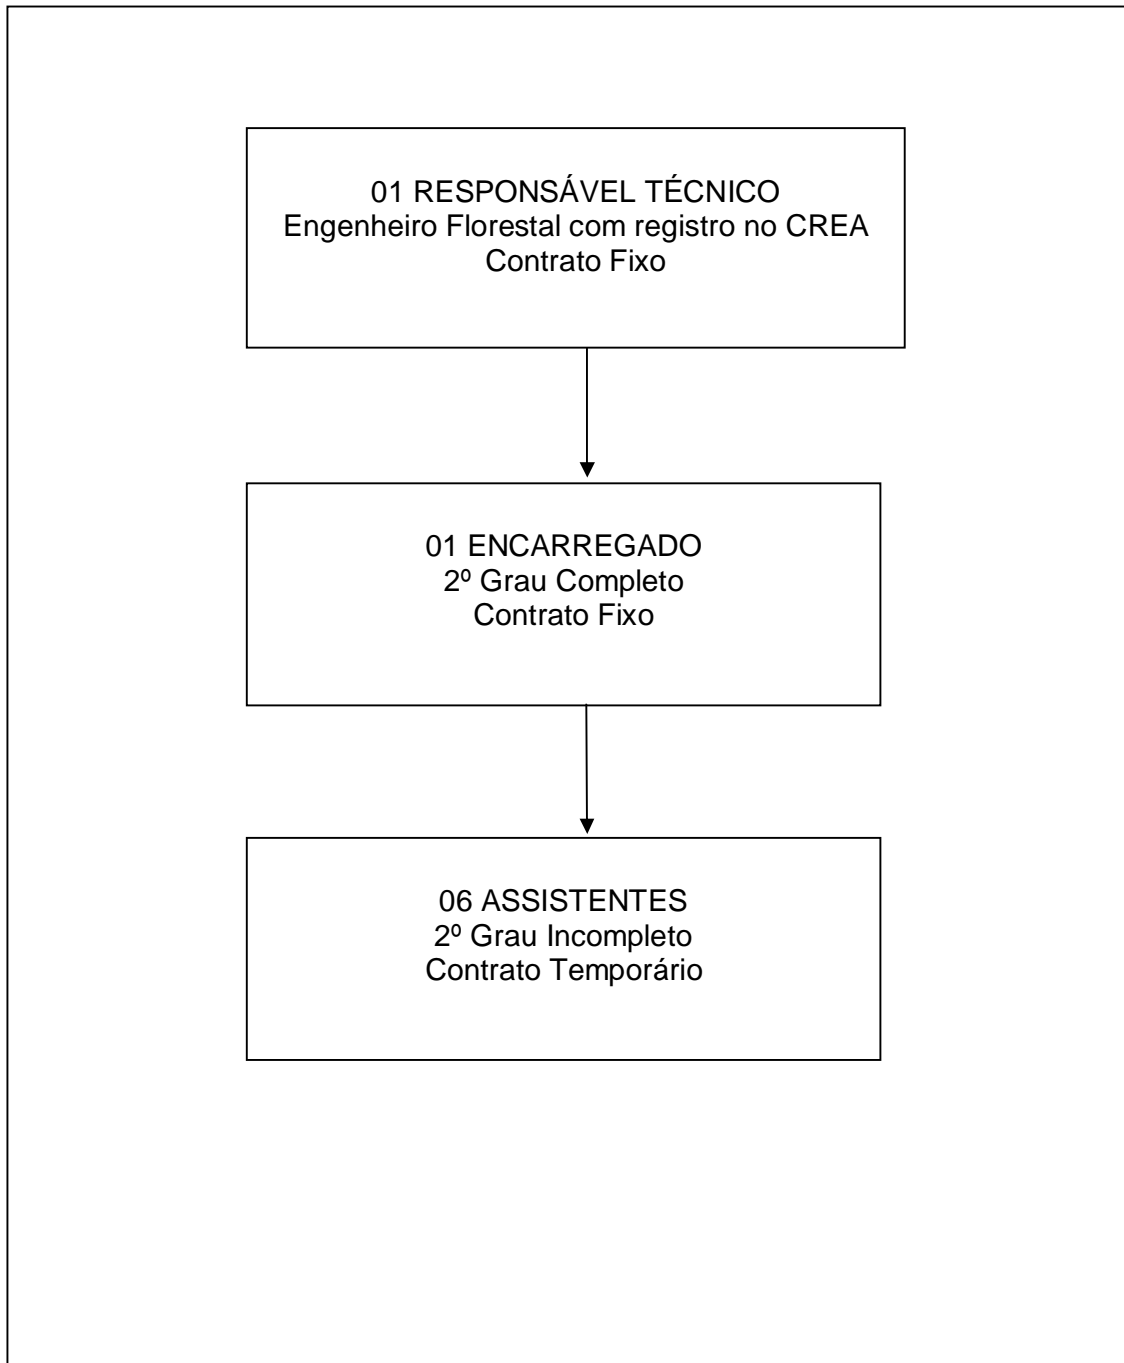 01 RESPONSÁVEL TÉCNICO
Engenheiro Florestal com registro no CREA
Contrato Fixo
01 ENCARREGADO
2º Grau Completo
Contrato Fixo
06 ASSISTENTES
2º Grau Incompleto
Contrato Temporário